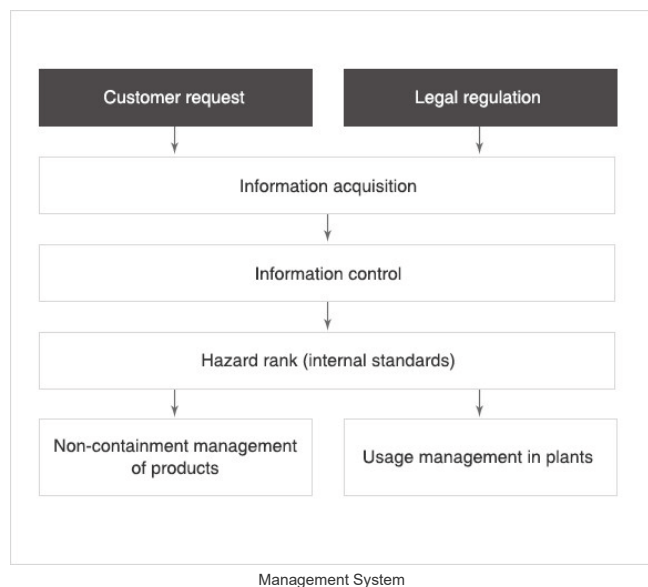 Customer request
Legal regulation
Information acquisition
Information control
Hazard rank (internal standards)
Non-containment management
of products
Usage management in plants
Management System